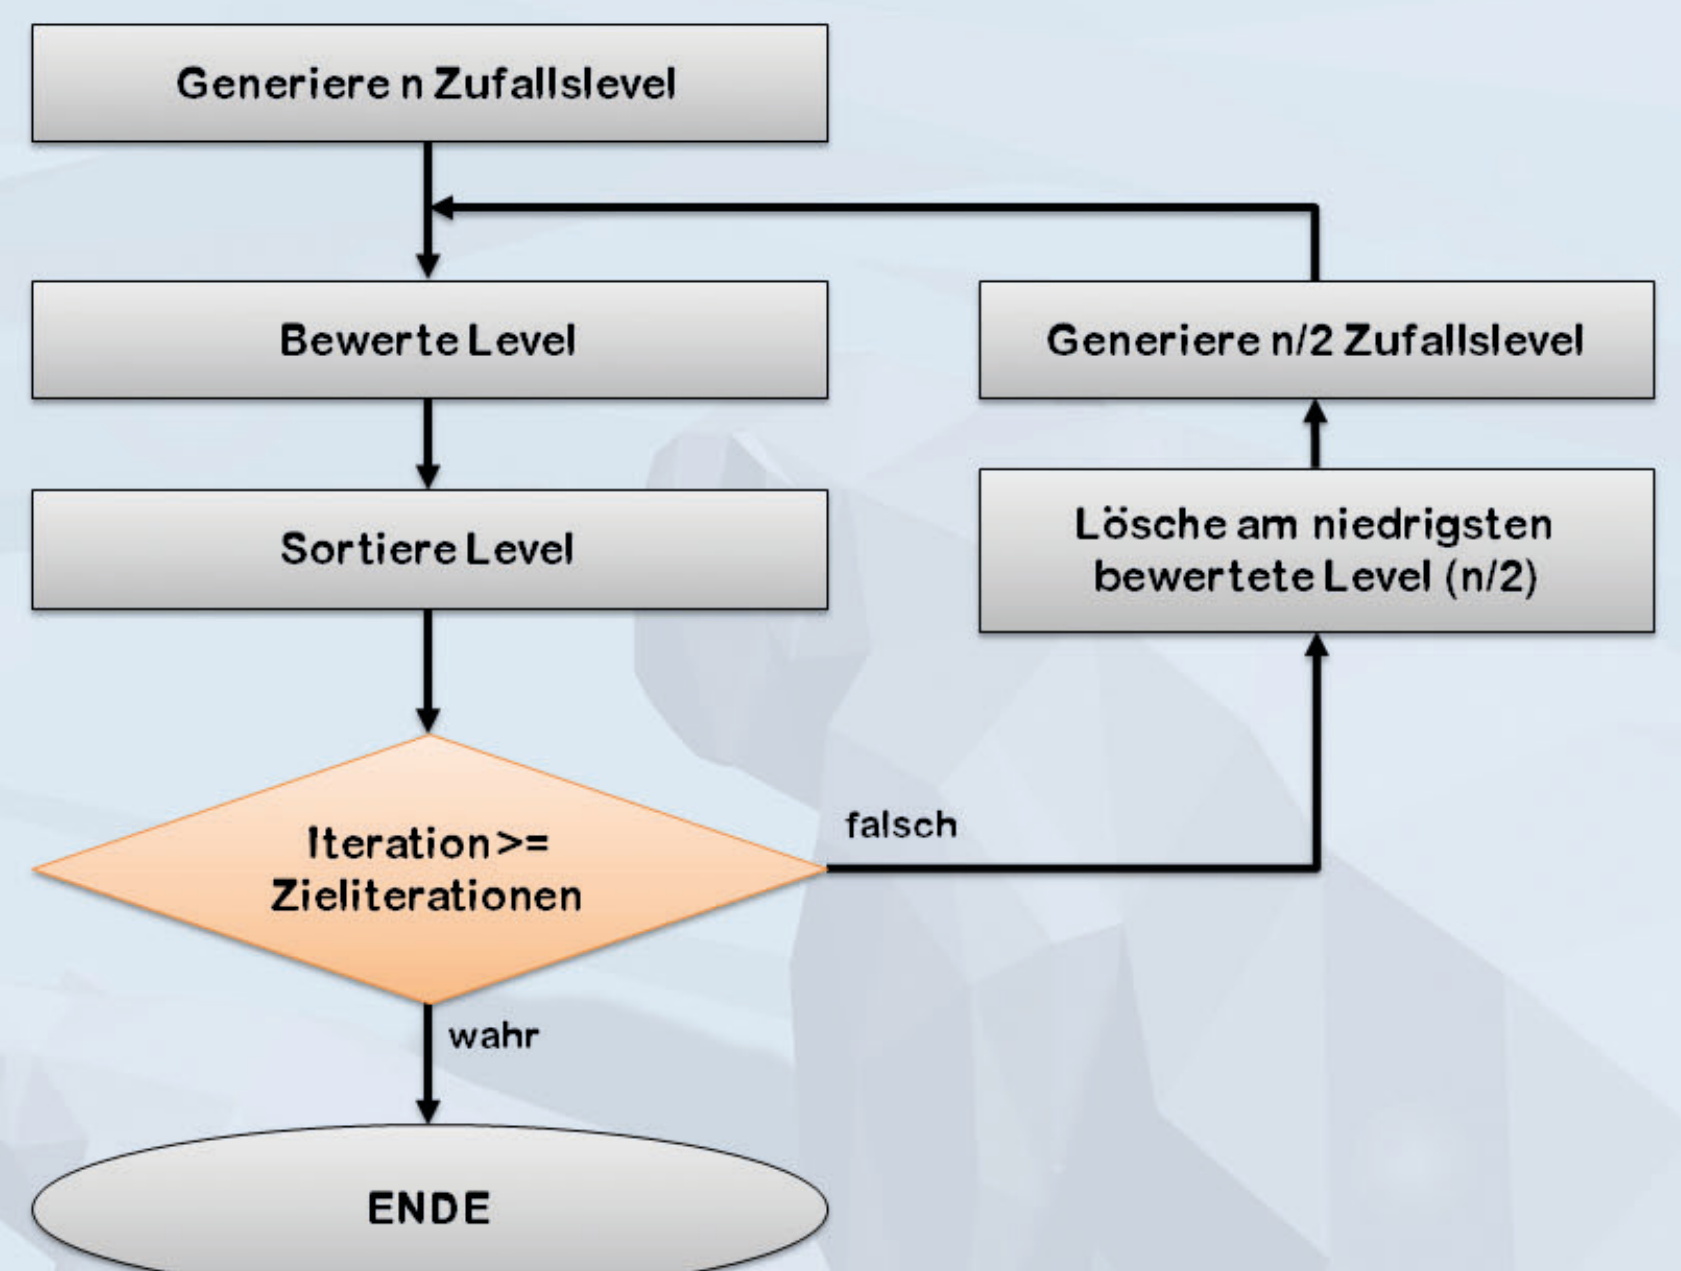 Generiere n Zufallslevel
Bewerte Level
Sortiere Level
Iteration >=
Zieliterationen
falsch
wahr
ENDE
Lösche am niedrigsten
bewertete Level (n/2)
Generiere n/2 Zufallslevel